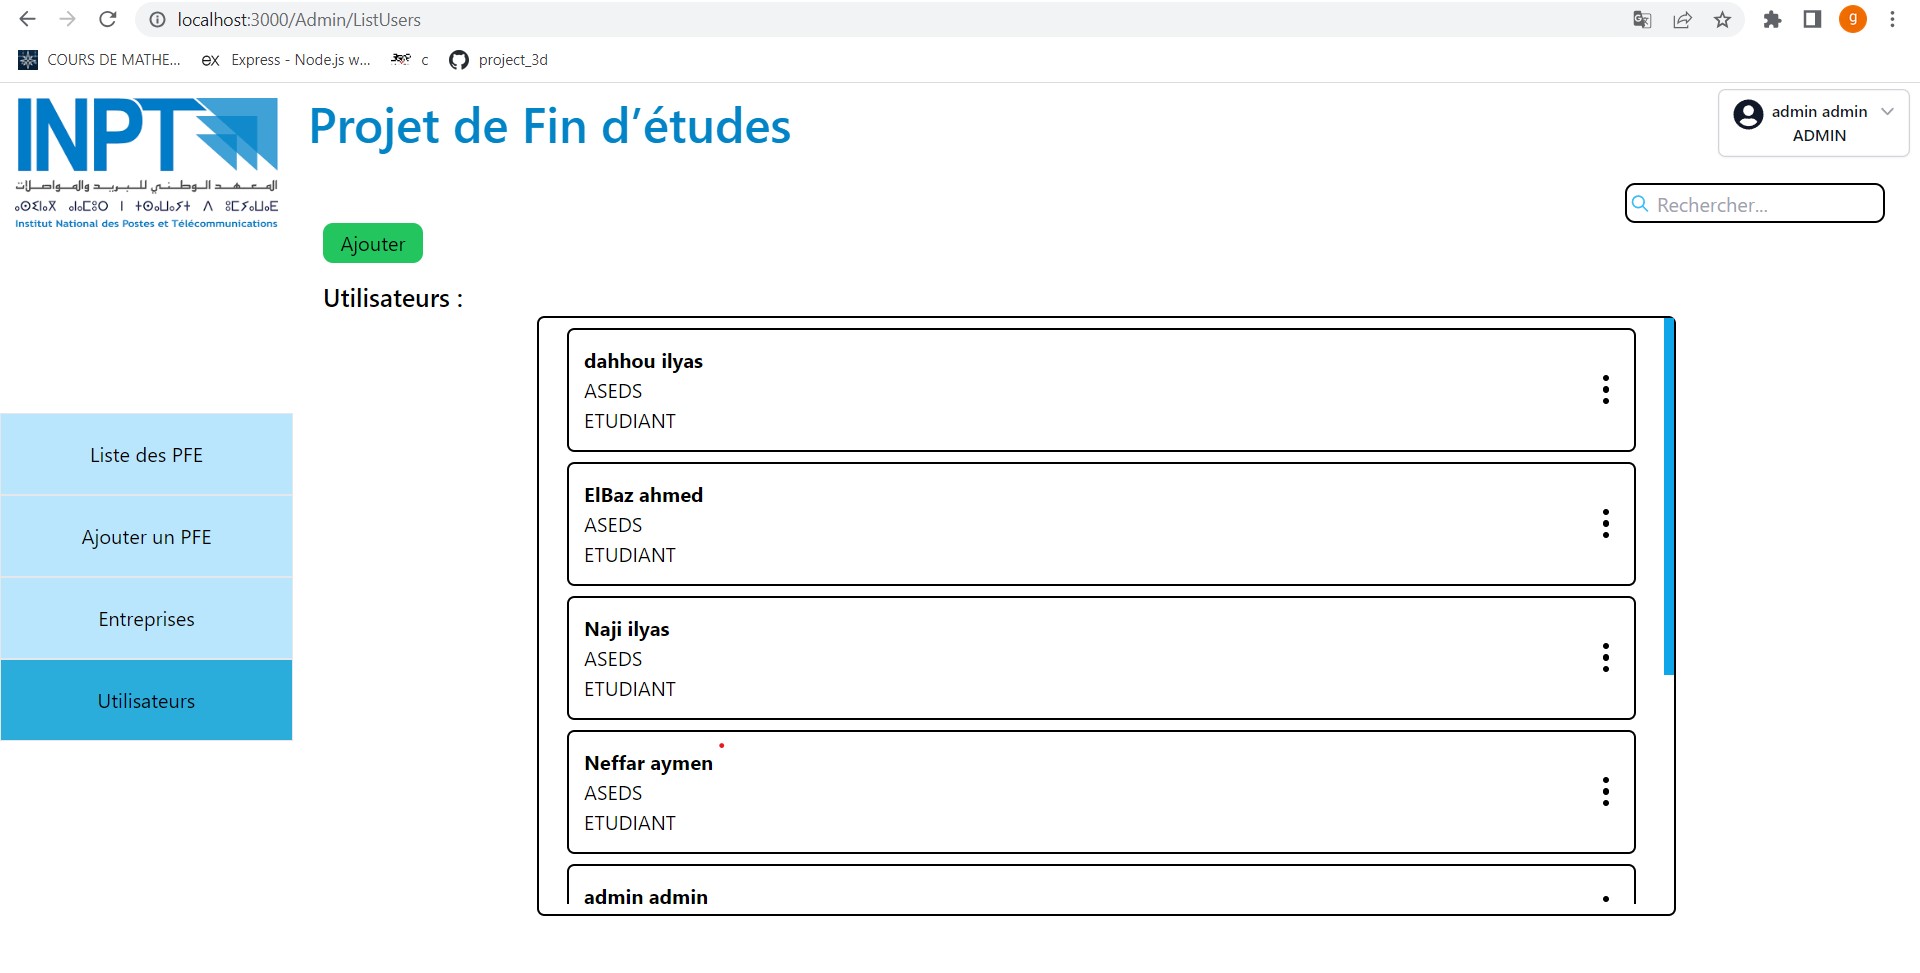 localhost:3000/Admin/ListUsers
g
COURS DE MATHE...
ex
Express - Node.js w...
c
project_3d
INPT
المعهد الوطني للبريد والمواصلات
Institut National des Postes et Télécommunications
Projet de Fin d’études
admin admin
ADMIN
Rechercher...
Ajouter
Utilisateurs :
Liste des PFE
Ajouter un PFE
Entreprises
Utilisateurs
dahhou ilyas
ASEDS
ETUDIANT
ElBaz ahmed
ASEDS
ETUDIANT
Naji ilyas
ASEDS
ETUDIANT
Neffar aymen
ASEDS
ETUDIANT
admin admin